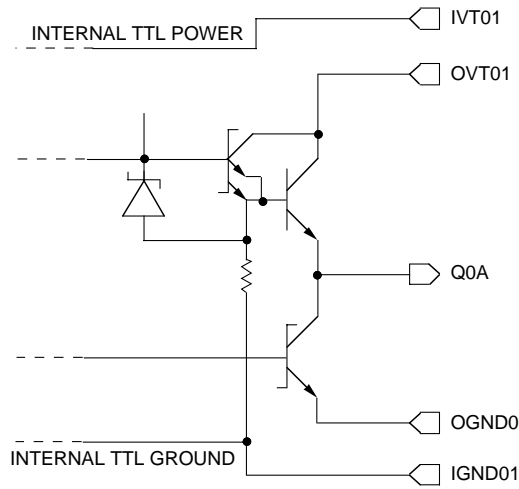 IVT01
INTERNAL TTL POWER
OVT01
Q0A
OGND0
INTERNAL TTL GROUND
IGND01